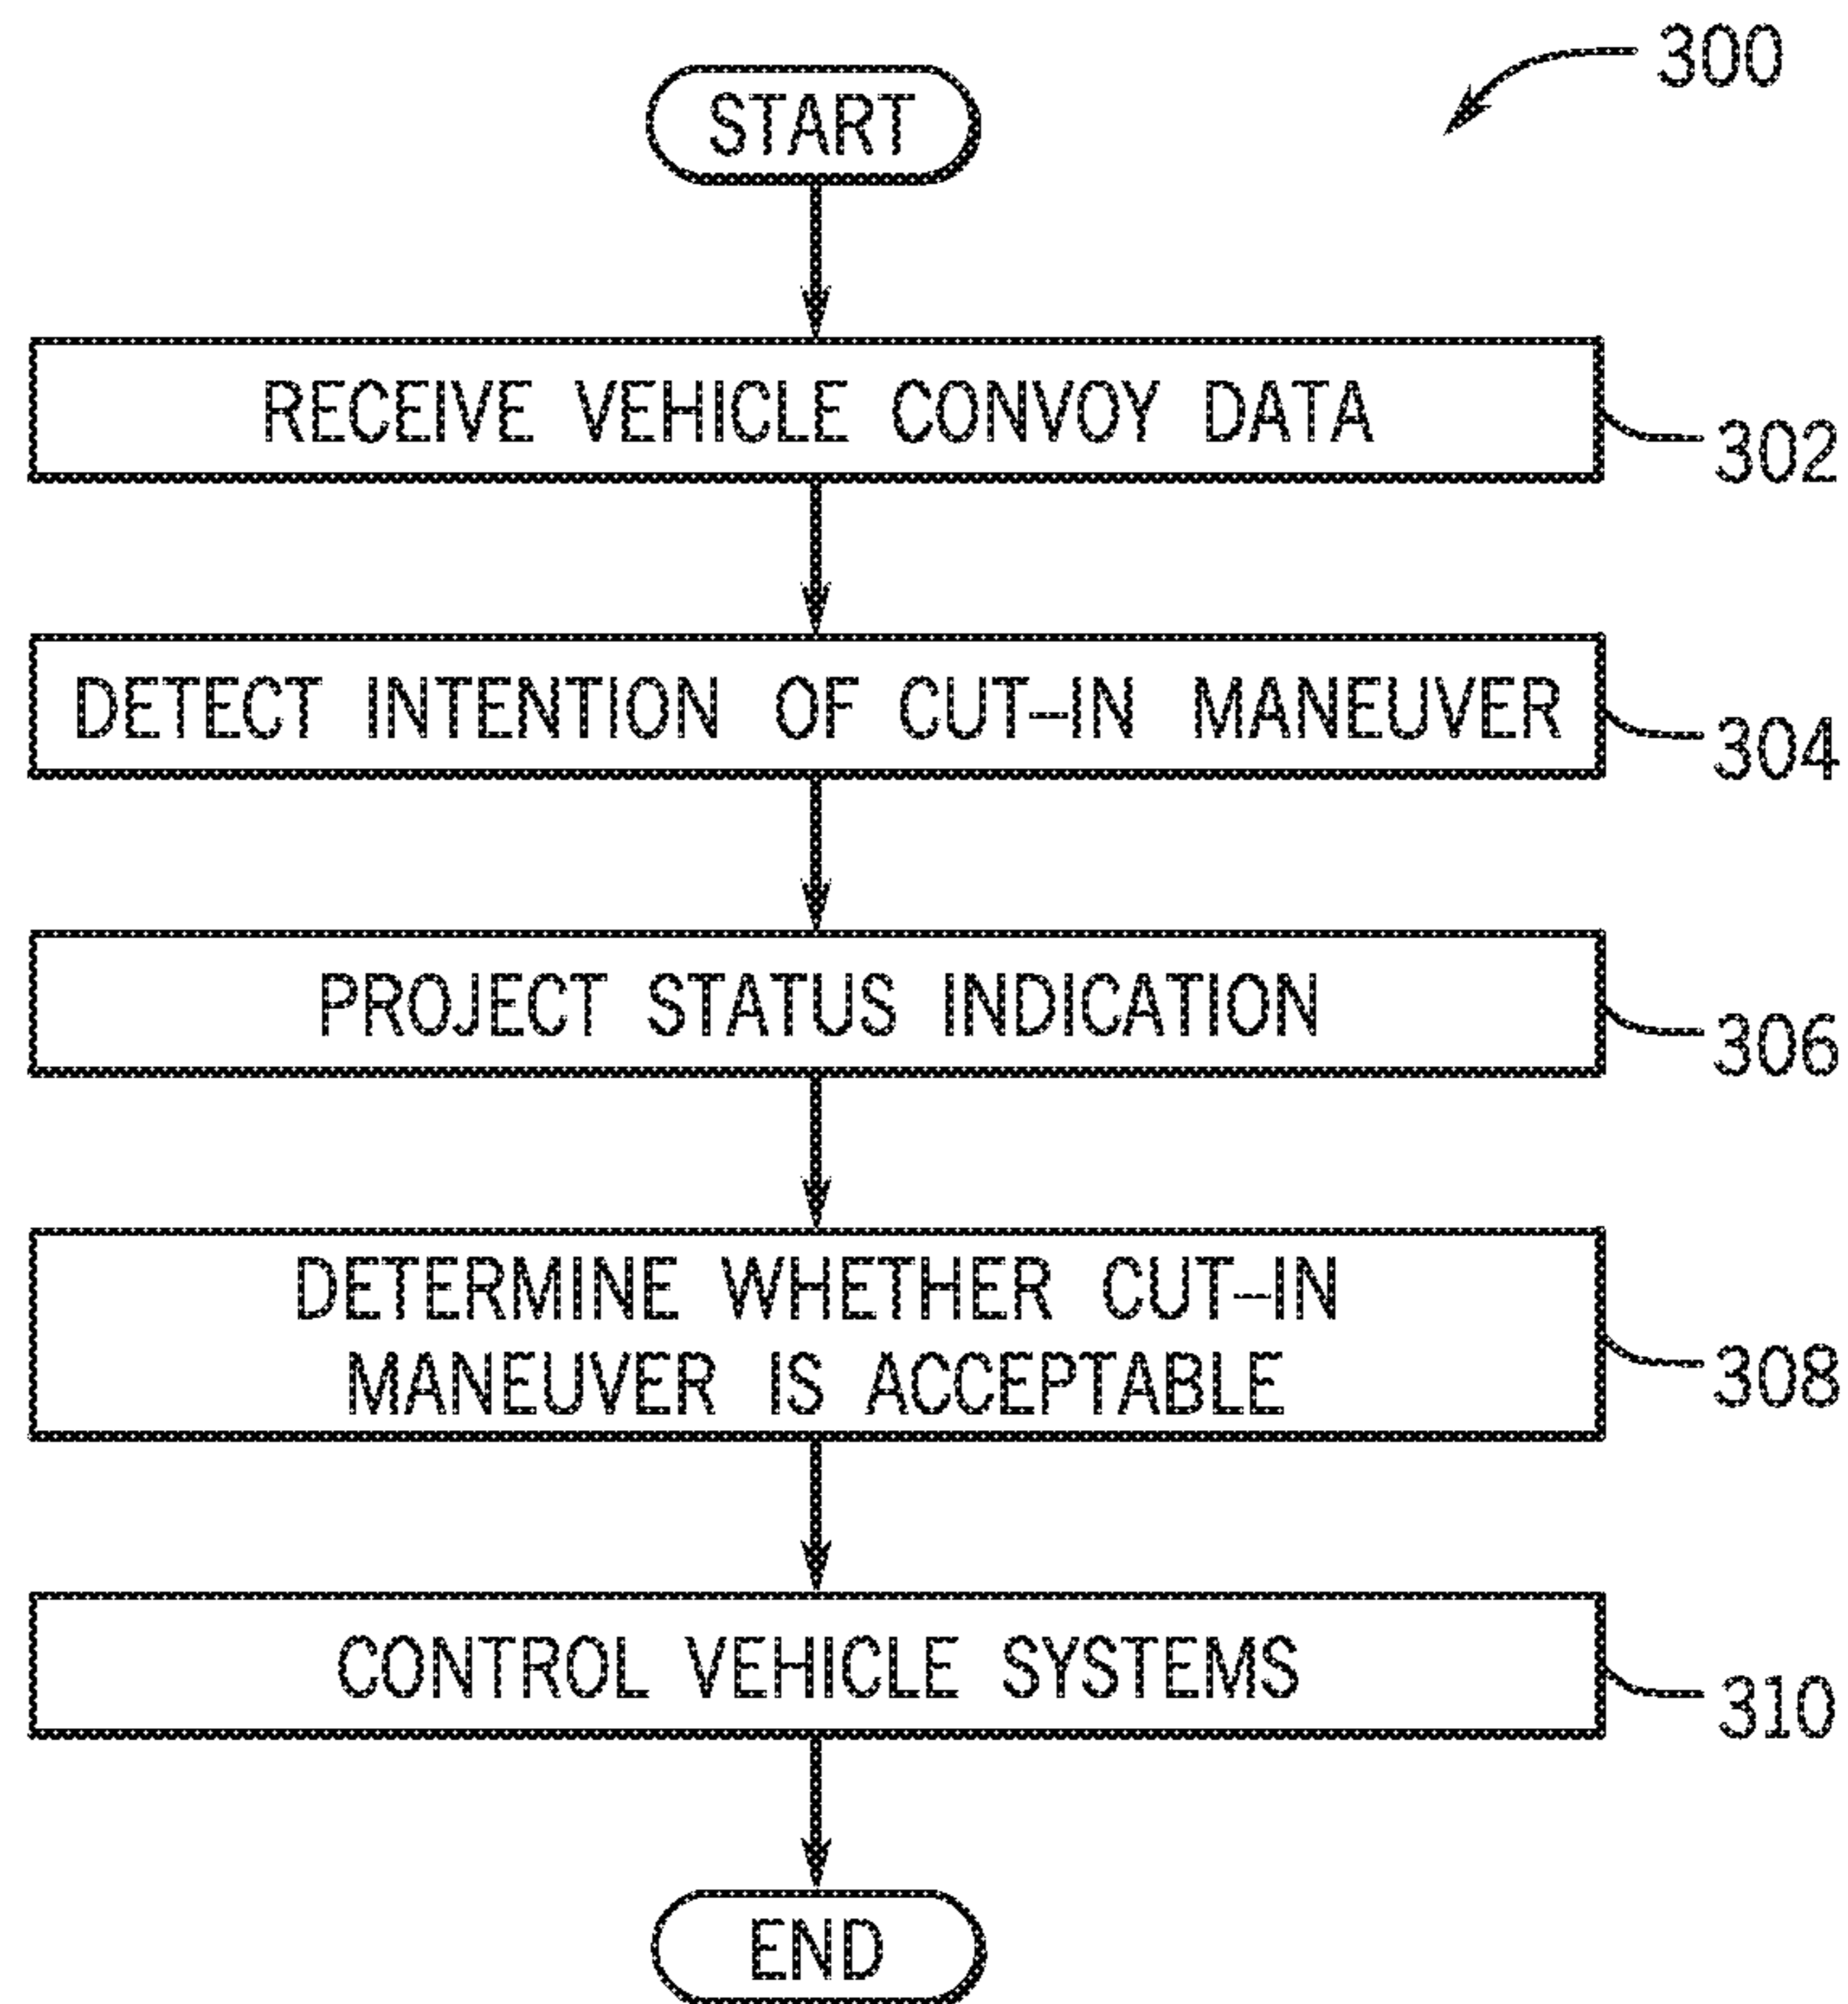 300
START
RECEIVE VEHICLE CONVOY DATA
302
DETECT INTENTION OF CUT-IN MANEUVER
304
PROJECT STATUS INDICATION
306
DETERMINE WHETHER CUT-IN
MANEUVER IS ACCEPTABLE
308
CONTROL VEHICLE SYSTEMS
310
END